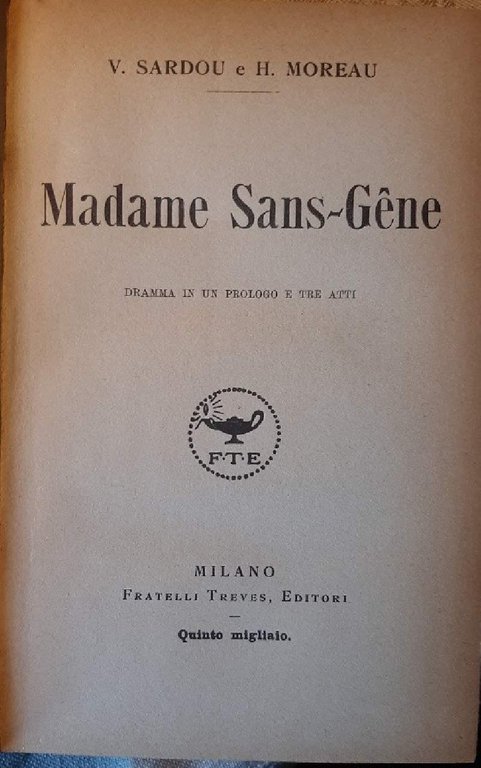 V. SARDOU e H. MOREAU
Madame Sans-Gêne
DRAMMA IN UN PROLOGO E TRE ATTI
F·T·E
MILANO
FRATELLI TREVES, EDITORI
Quinto migliaio.